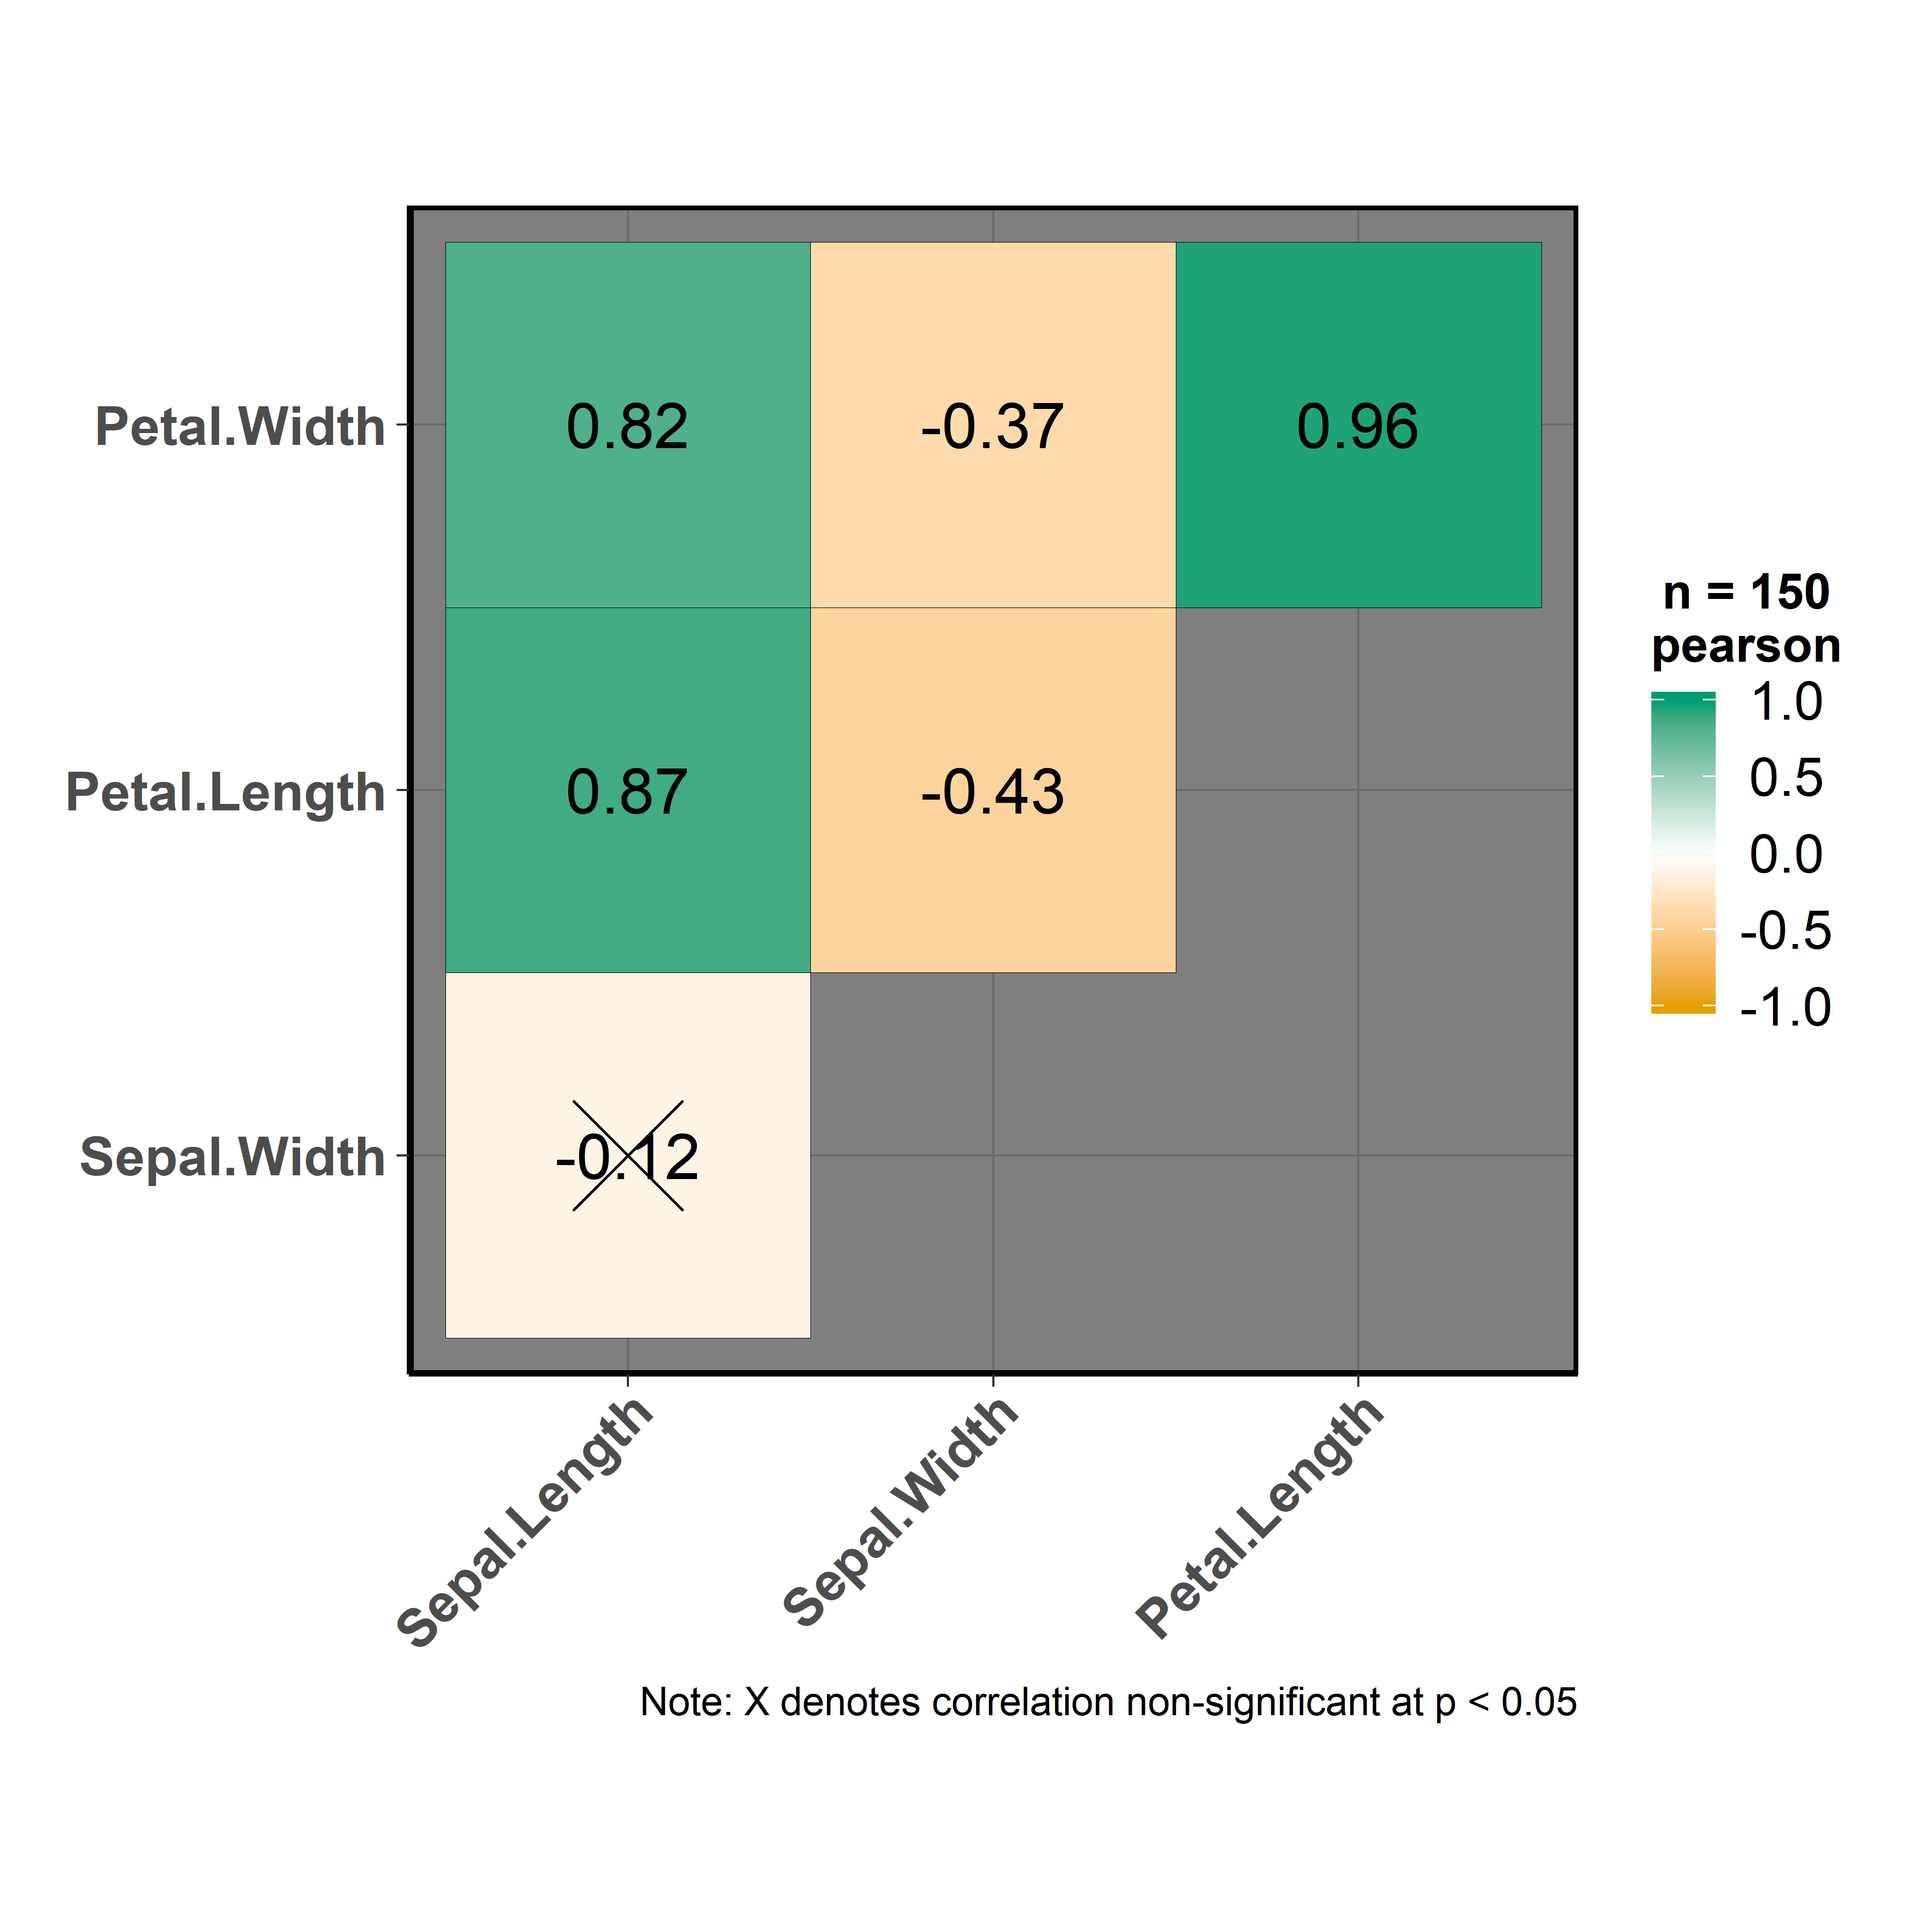 Petal.Width
0.82
-0.37
0.96
Petal.Length
0.87
-0.43
Sepal.Width
-0.12
Sepal.Length
Sepal.Width
Petal.Length
n = 150
pearson
1.0
0.5
0.0
-0.5
-1.0
Note: X denotes correlation non-significant at p < 0.05